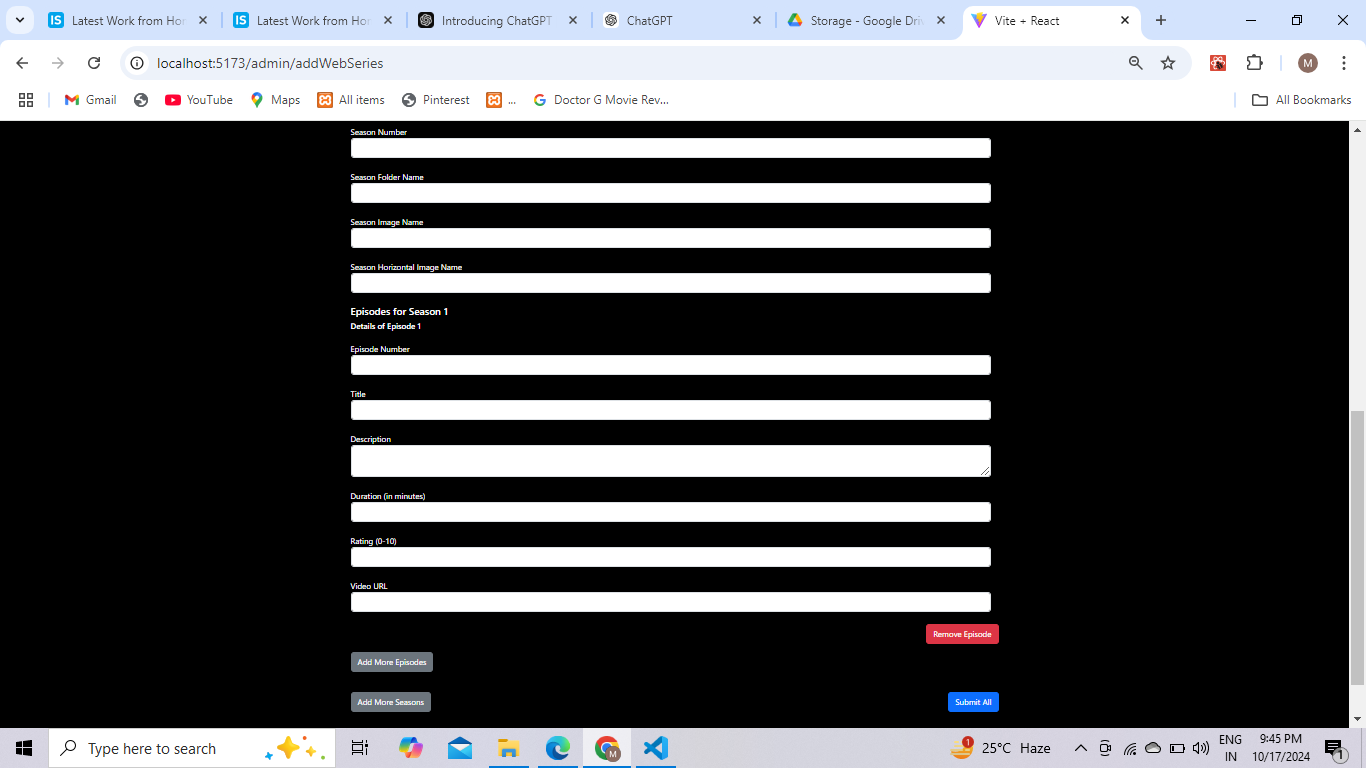 Latest Work from Hor
Latest Work from Hor
Introducing ChatGPT
ChatGPT
Storage - Google Driv
Vite + React
localhost:5173/admin/addWebSeries
M
Gmail
YouTube
Maps
All items
Pinterest
...
Doctor G Movie Rev...
All Bookmarks
Season Number
Season Folder Name
Season Image Name
Season Horizontal Image Name
Episodes for Season 1
Details of Episode 1
Episode Number
Title
Description
Duration (in minutes)
Rating (0-10)
Video URL
Remove Episode
Add More Episodes
Add More Seasons
Submit All
Type here to search
M
1
25°C Haze
ENG
IN
9:45 PM
10/17/2024
1